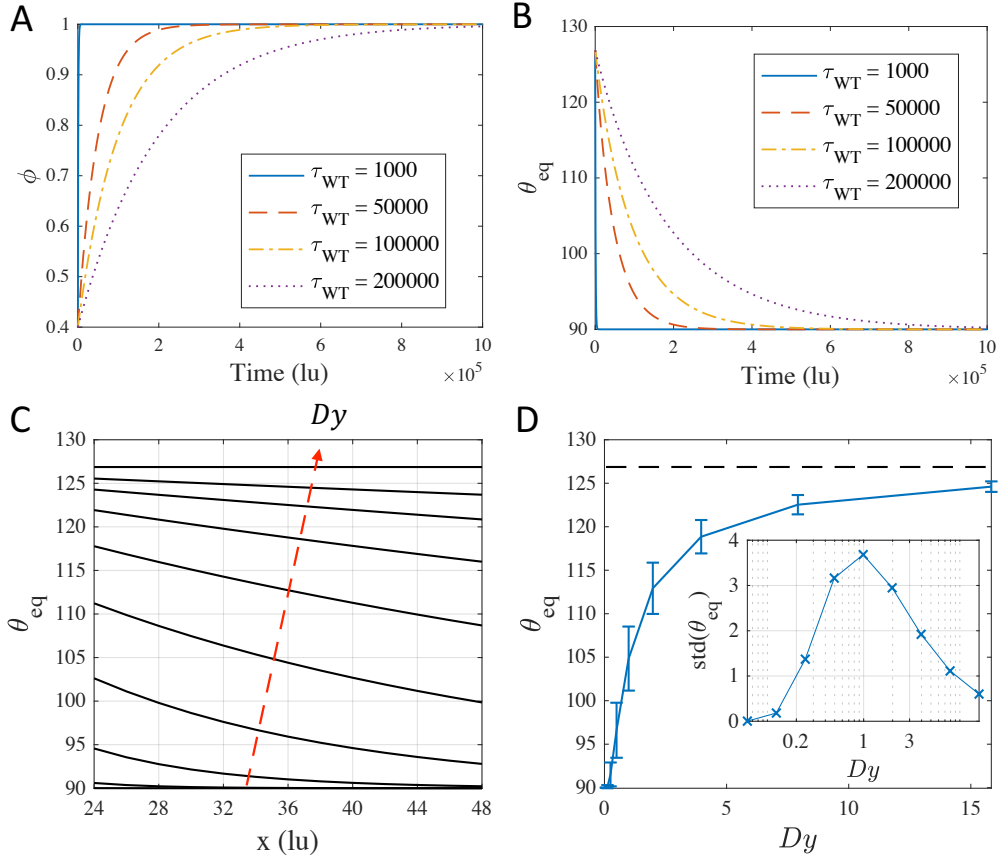 A
1
0.9
0.8
0.7
0.6
0.5
0.4
ϕ
τWT = 1000
τWT = 50000
τWT = 100000
τWT = 200000
0 2 4 6 8 10
Time (lu)
×10^5
B
130
120
110
100
90
θeq
τWT = 1000
τWT = 50000
τWT = 100000
τWT = 200000
0 2 4 6 8 10
Time (lu)
×10^5
C
Dy
130
125
120
115
110
105
100
95
90
θeq
24 28 32 36 40 44 48
x (lu)
D
130
125
120
115
110
105
100
95
90
θeq
0 5 10 15
Dy
4
3
2
1
0
std(θeq)
0.2 1 3
Dy